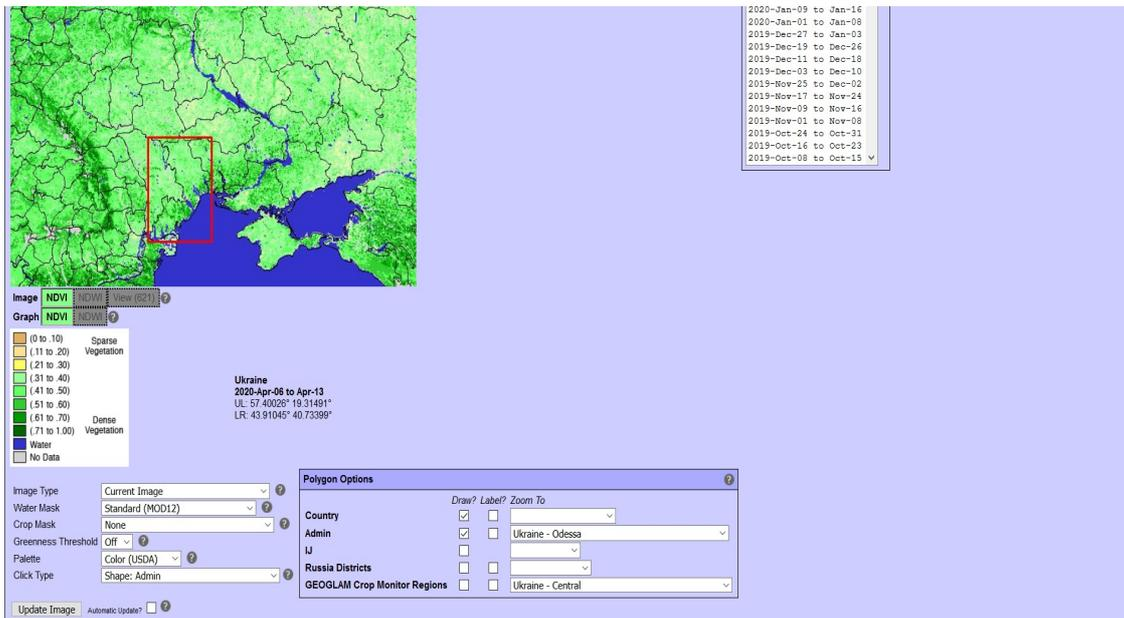 2020-Jan-09 to Jan-16
2020-Jan-01 to Jan-08
2019-Dec-27 to Jan-03
2019-Dec-19 to Dec-26
2019-Dec-11 to Dec-18
2019-Dec-03 to Dec-10
2019-Nov-25 to Dec-02
2019-Nov-17 to Nov-24
2019-Nov-09 to Nov-16
2019-Nov-01 to Nov-08
2019-Oct-24 to Oct-31
2019-Oct-16 to Oct-23
2019-Oct-08 to Oct-15
Image NDVI NDWI View (621) ?
Graph NDVI NDWI ?
(0 to .10) Sparse
(.11 to .20) Vegetation
(.21 to .30)
(.31 to .40)
(.41 to .50)
(.51 to .60)
(.61 to .70) Dense
(.71 to 1.00) Vegetation
Water
No Data
Ukraine
2020-Apr-06 to Apr-13
UL: 57.40026° 19.31491°
LR: 43.91045° 40.73399°
Image Type Current Image ?
Water Mask Standard (MOD12) ?
Crop Mask None ?
Greenness Threshold Off ?
Palette Color (USDA) ?
Click Type Shape: Admin ?
Update Image Automatic Update? ?
Polygon Options ?
Draw? Label? Zoom To
Country
Admin Ukraine - Odessa
IJ
Russia Districts
GEOGLAM Crop Monitor Regions Ukraine - Central